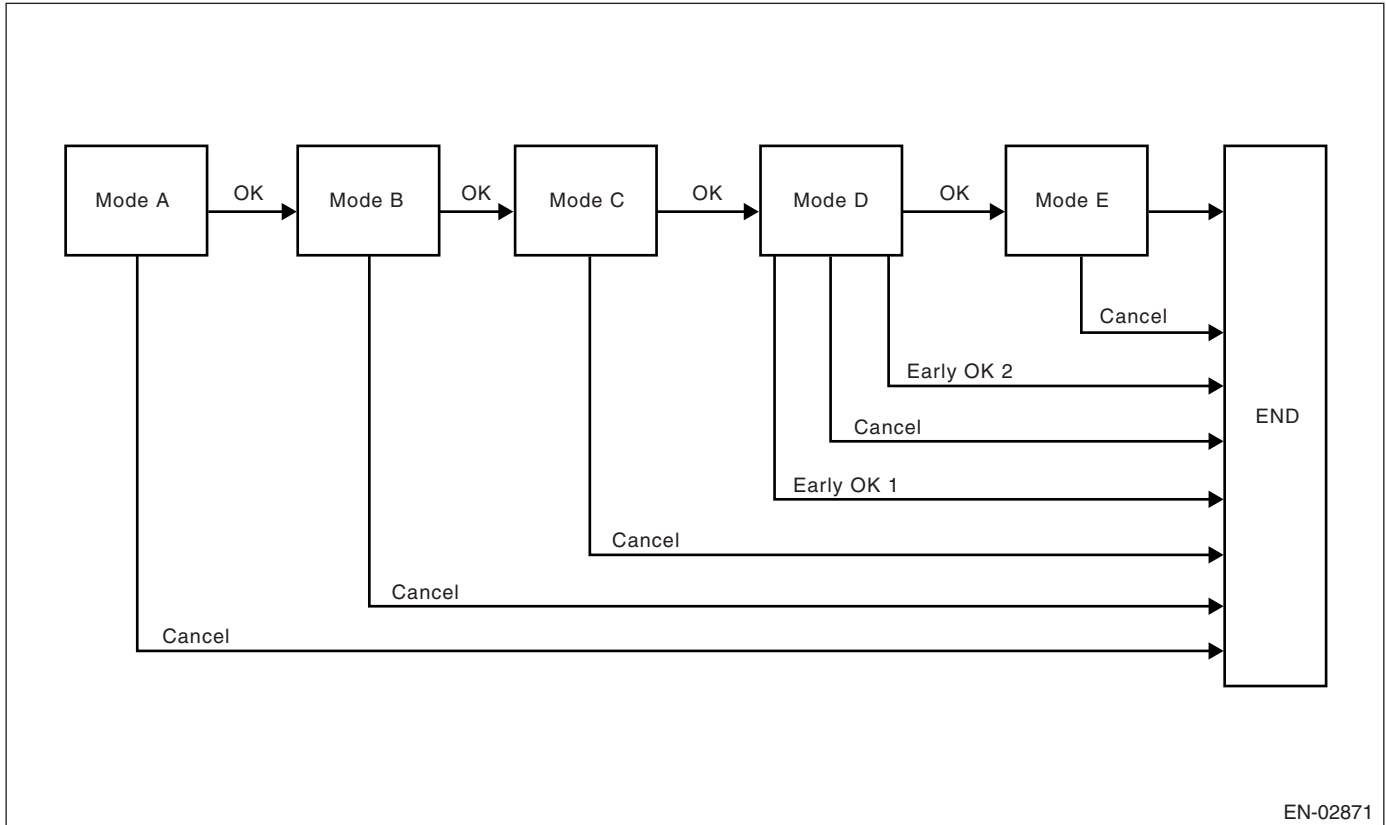 Mode A
OK
Mode B
OK
Mode C
OK
Mode D
OK
Mode E
Cancel
Early OK 2
Cancel
Early OK 1
Cancel
Cancel
Cancel
END
EN-02871